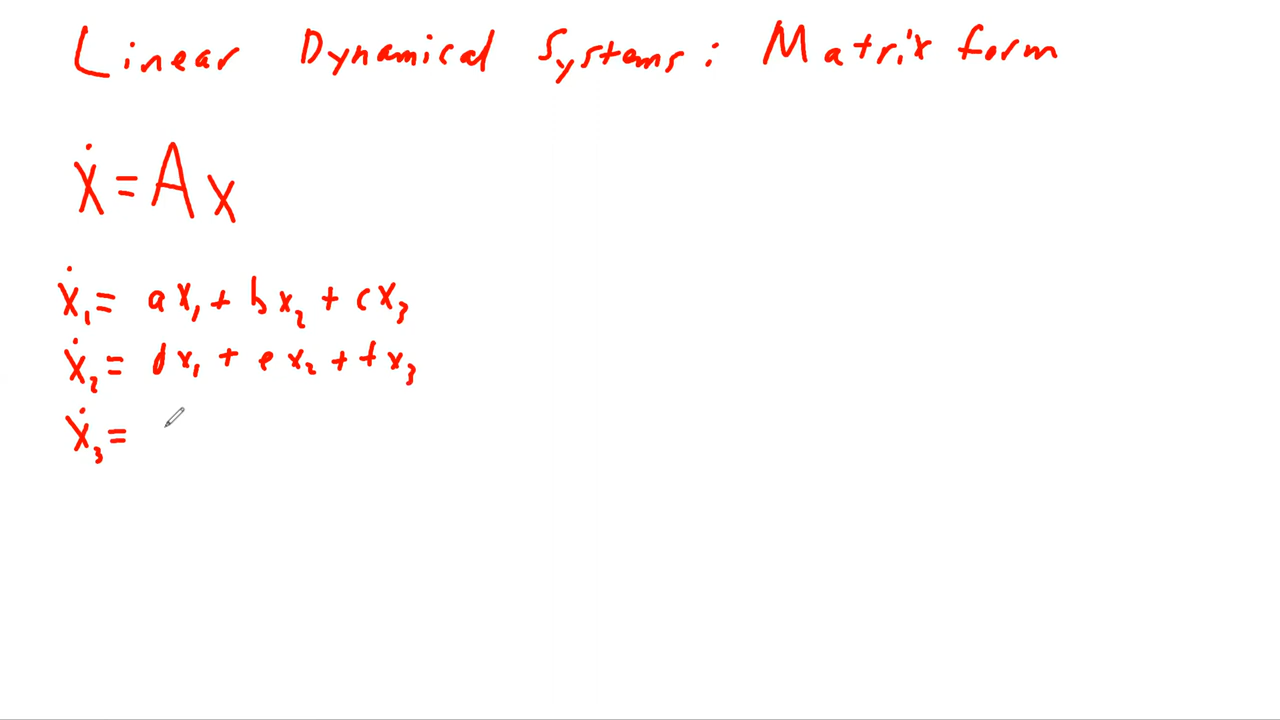 Linear Dynamical Systems: Matrix form
ẋ = Ax
ẋ₁ = ax₁ + bx₂ + cx₃
ẋ₂ = dx₁ + ex₂ + fx₃
ẋ₃ =